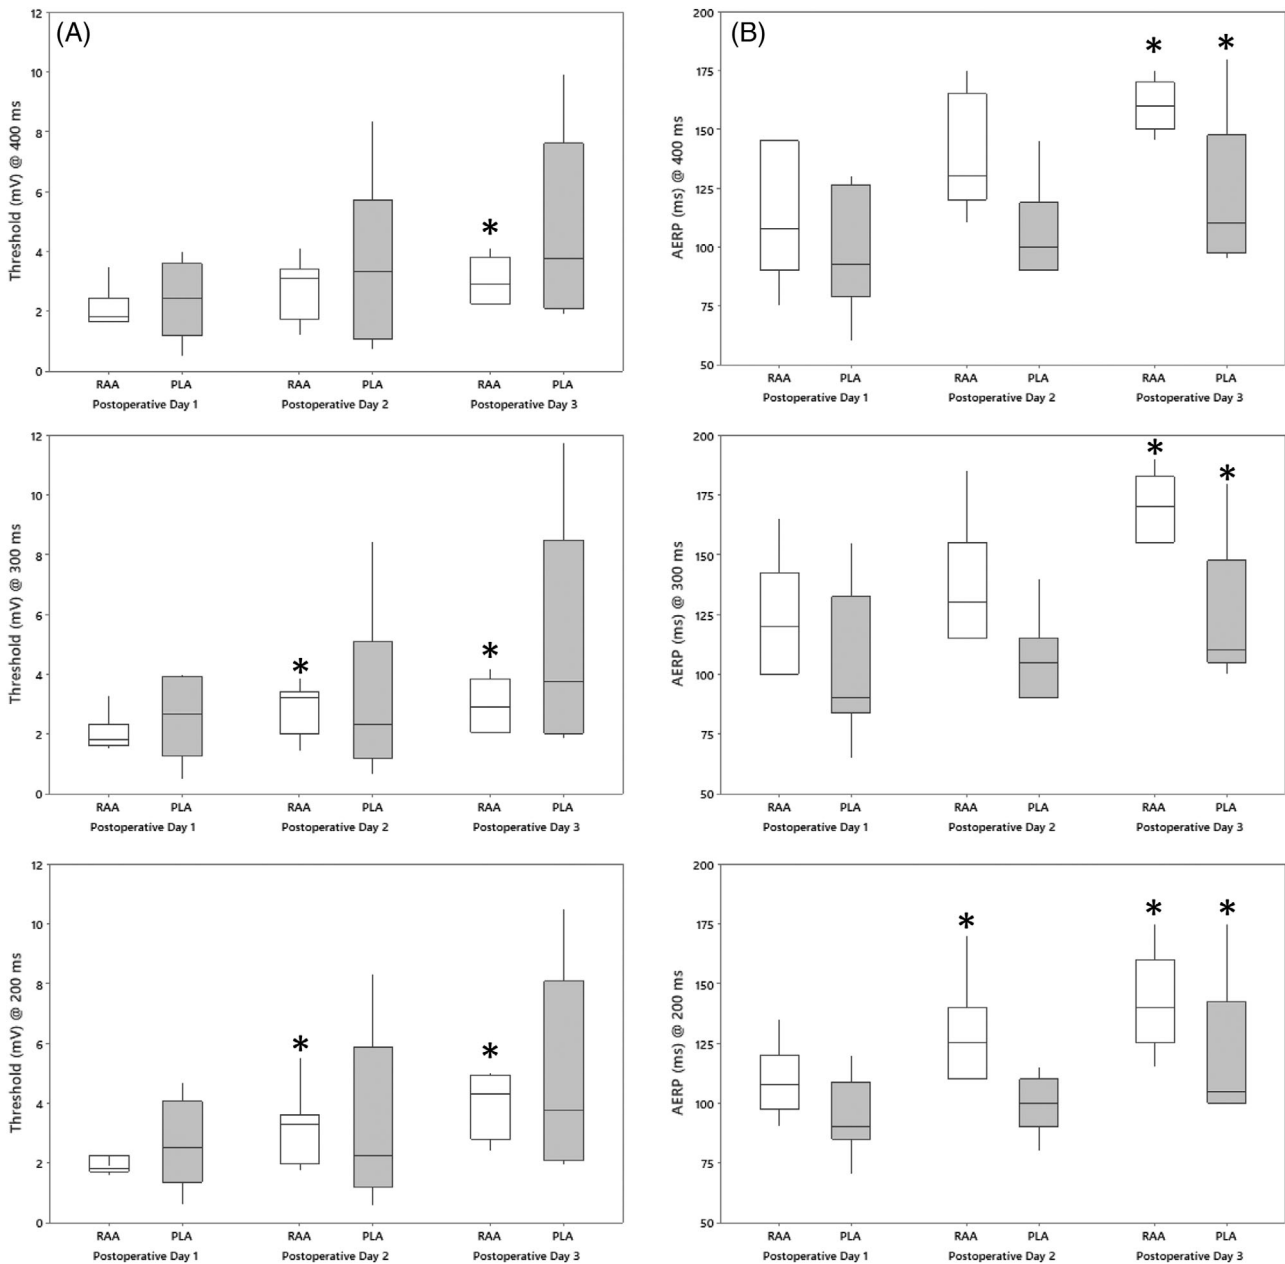 (A)
Threshold (mV) @ 400 ms
12
10
8
6
4
2
0
* 
RAA PLA RAA PLA RAA PLA
Postoperative Day 1 Postoperative Day 2 Postoperative Day 3
(B)
AERP (ms) @ 400 ms
200
175
150
125
100
75
50
* *
RAA PLA RAA PLA RAA PLA
Postoperative Day 1 Postoperative Day 2 Postoperative Day 3
Threshold (mV) @ 300 ms
12
10
8
6
4
2
0
* *
RAA PLA RAA PLA RAA PLA
Postoperative Day 1 Postoperative Day 2 Postoperative Day 3
AERP (ms) @ 300 ms
200
175
150
125
100
75
50
* *
RAA PLA RAA PLA RAA PLA
Postoperative Day 1 Postoperative Day 2 Postoperative Day 3
Threshold (mV) @ 200 ms
12
10
8
6
4
2
0
* *
RAA PLA RAA PLA RAA PLA
Postoperative Day 1 Postoperative Day 2 Postoperative Day 3
AERP (ms) @ 200 ms
200
175
150
125
100
75
50
* * *
RAA PLA RAA PLA RAA PLA
Postoperative Day 1 Postoperative Day 2 Postoperative Day 3